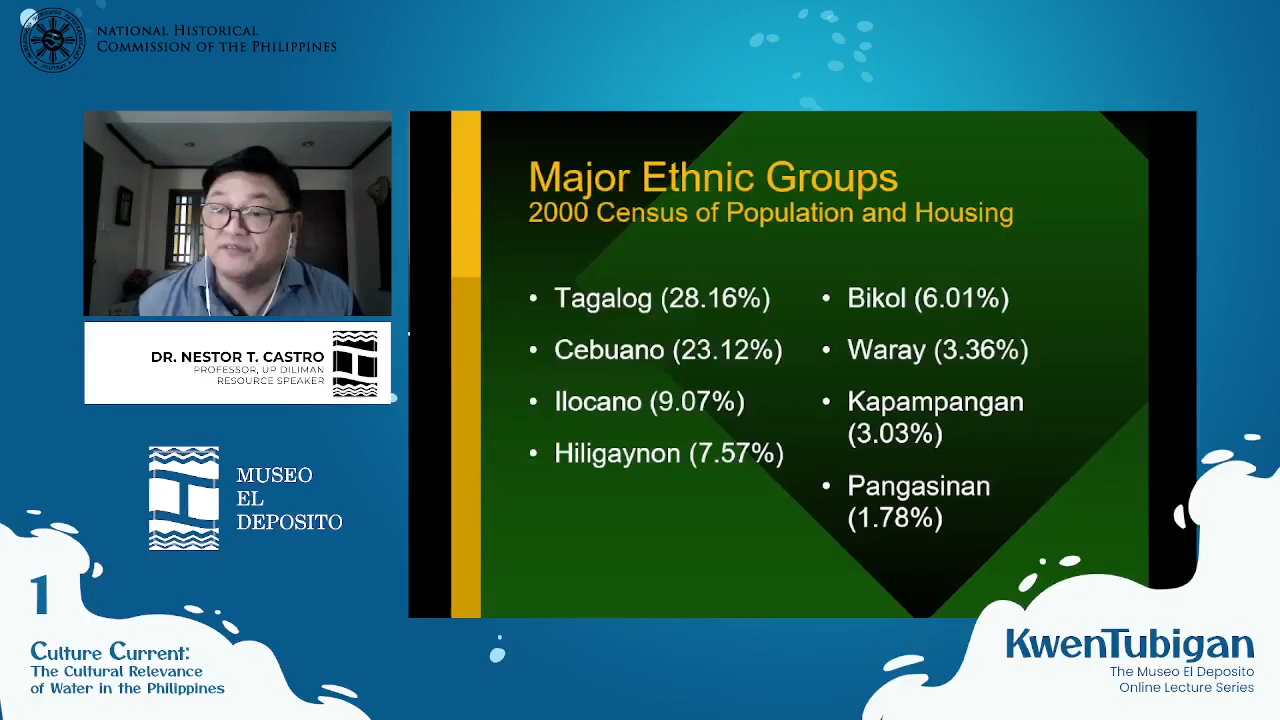 NATIONAL HISTORICAL
COMMISSION OF THE PHILIPPINES
Major Ethnic Groups
2000 Census of Population and Housing
• Tagalog (28.16%)
• Cebuano (23.12%)
• Ilocano (9.07%)
• Hiligaynon (7.57%)
• Bikol (6.01%)
• Waray (3.36%)
• Kapampangan
(3.03%)
• Pangasinan
(1.78%)
DR. NESTOR T. CASTRO
PROFESSOR, UP DILIMAN
RESOURCE SPEAKER
MUSEO
EL
DEPOSITO
1
Culture Current:
The Cultural Relevance
of Water in the Philippines
KwenTubigan
The Museo El Deposito
Online Lecture Series